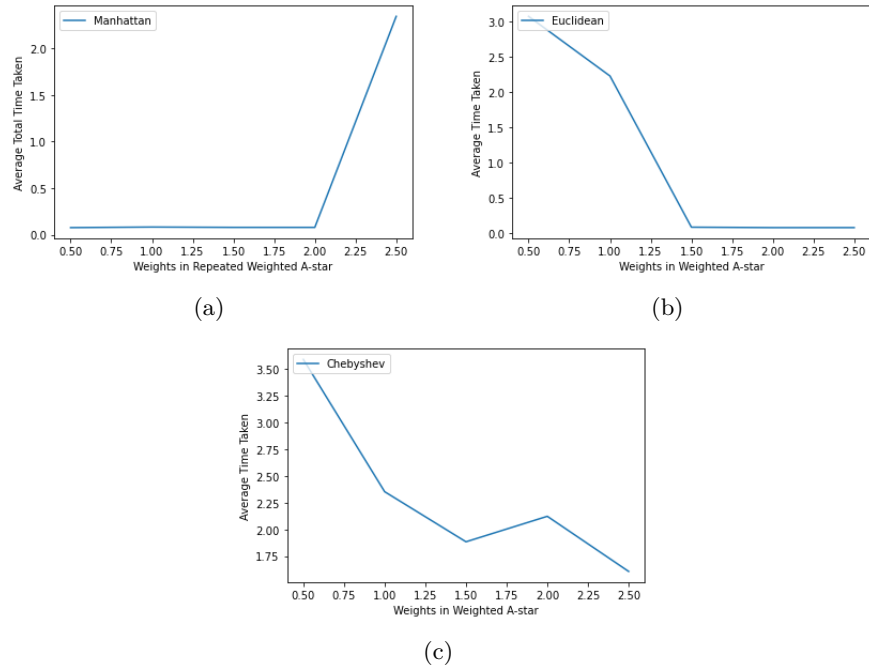 Manhattan
Average Total Time Taken
2.0
1.5
1.0
0.5
0.0
0.50 0.75 1.00 1.25 1.50 1.75 2.00 2.25 2.50
Weights in Repeated Weighted A-star
(a)
Euclidean
Average Time Taken
3.0
2.5
2.0
1.5
1.0
0.5
0.0
0.50 0.75 1.00 1.25 1.50 1.75 2.00 2.25 2.50
Weights in Weighted A-star
(b)
Chebyshev
Average Time Taken
3.50
3.25
3.00
2.75
2.50
2.25
2.00
1.75
0.50 0.75 1.00 1.25 1.50 1.75 2.00 2.25 2.50
Weights in Weighted A-star
(c)